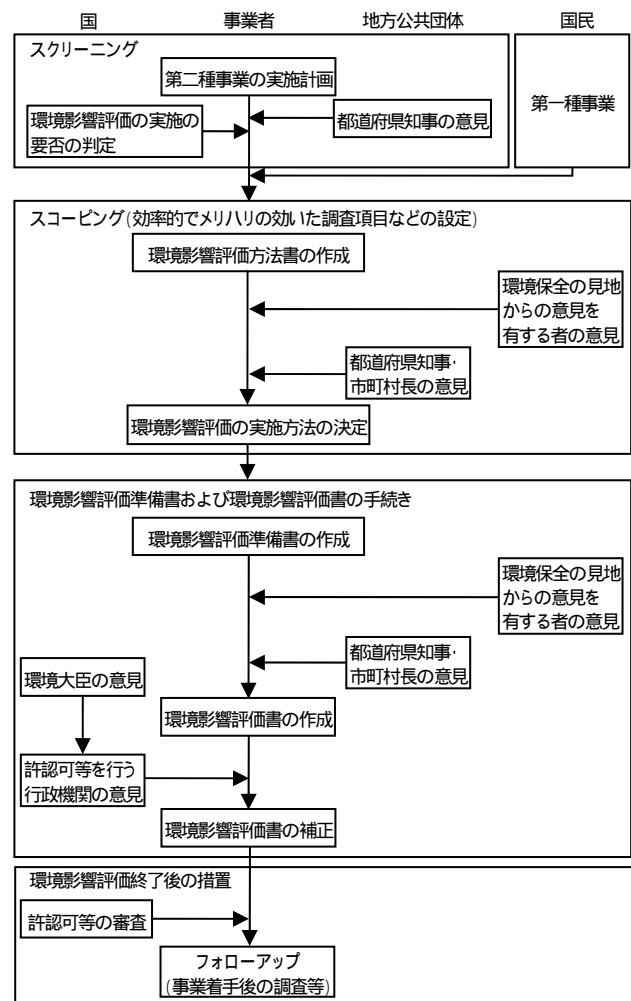 国 事業者 地方公共団体 国民
スクリーニング
第二種事業の実施計画
第一種事業
環境影響評価の実施の
要否の判定
都道府県知事の意見
スコーピング(効率的でメリハリの効いた調査項目などの設定)
環境影響評価方法書の作成
環境保全の見地
からの意見を
有する者の意見
都道府県知事・
市町村長の意見
環境影響評価の実施方法の決定
環境影響評価準備書および環境影響評価書の手続き
環境影響評価準備書の作成
環境保全の見地
からの意見を
有する者の意見
都道府県知事・
市町村長の意見
環境大臣の意見
環境影響評価書の作成
許認可等を行う
行政機関の意見
環境影響評価書の補正
環境影響評価終了後の措置
許認可等の審査
フォローアップ
(事業着手後の調査等)